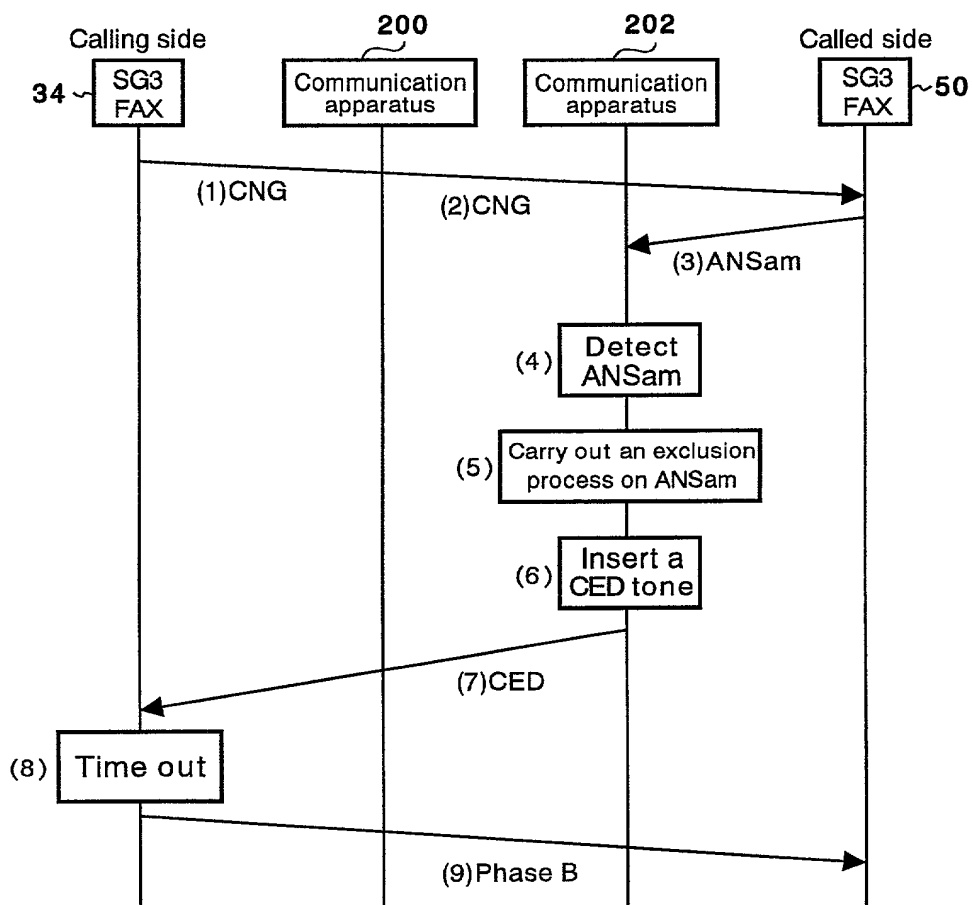 200
202
Calling side
Called side
34
SG3
FAX
Communication
apparatus
Communication
apparatus
SG3
FAX
50
(1)CNG
(2)CNG
(3)ANSam
(4)
Detect
ANSam
(5)
Carry out an exclusion
process on ANSam
(6)
Insert a
CED tone
(7)CED
(8)
Time out
(9)Phase B